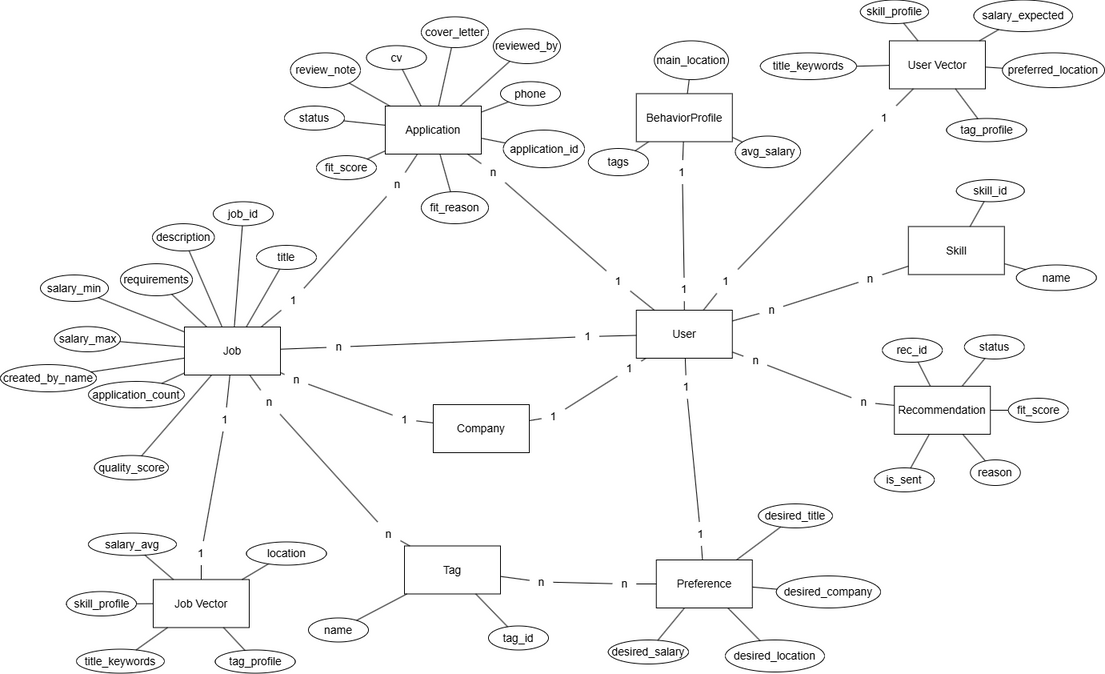 skill_profile
salary_expected
title_keywords
User Vector
preferred_location
tag_profile
cover_letter
reviewed_by
cv
review_note
phone
status
Application
application_id
fit_score
fit_reason
main_location
BehaviorProfile
tags
avg_salary
1
1
n
n
1
1
1
1
1
skill_id
Skill
name
n
n
job_id
description
title
requirements
salary_min
salary_max
Job
created_by_name
application_count
quality_score
n
1
User
n
1
Company
1
1
n
n
rec_id
status
Recommendation
fit_score
is_sent
reason
1
1
n
n
1
1
salary_avg
location
skill_profile
Job Vector
title_keywords
tag_profile
Tag
name
tag_id
n
n
desired_title
Preference
desired_company
desired_salary
desired_location